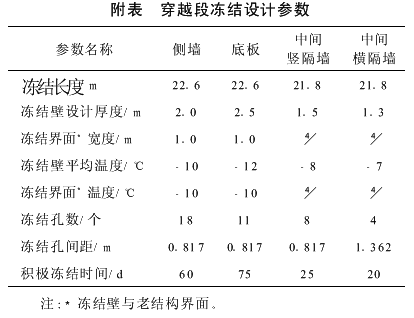 附表 穿越段冻结设计参数
参数名称 侧墙 底板 中间竖隔墙 中间横隔墙
冻结长度 m 22.6 22.6 21.8 21.8
冻结壁设计厚度/ m 2.0 2.5 1.5 1.3
冻结界面* 宽度/ m 1.0 1.0 4/ 4/
冻结壁平均温度/ ℃ - 10 - 12 - 8 - 7
冻结界面* 温度/ ℃ - 10 - 10 4/ 4/
冻结孔数/ 个 18 11 8 4
冻结孔间距/ m 0.817 0.817 0.817 1.362
积极冻结时间/ d 60 75 25 20
注:* 冻结壁与老结构界面。